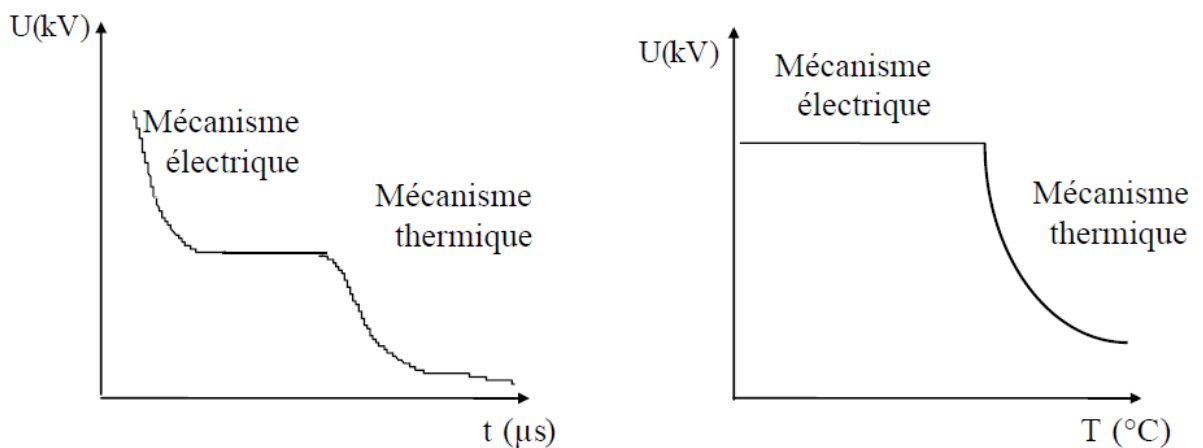 U(kV)
Mécanisme
électrique
Mécanisme
thermique
t (µs)
U(kV)
Mécanisme
électrique
Mécanisme
thermique
T (°C)